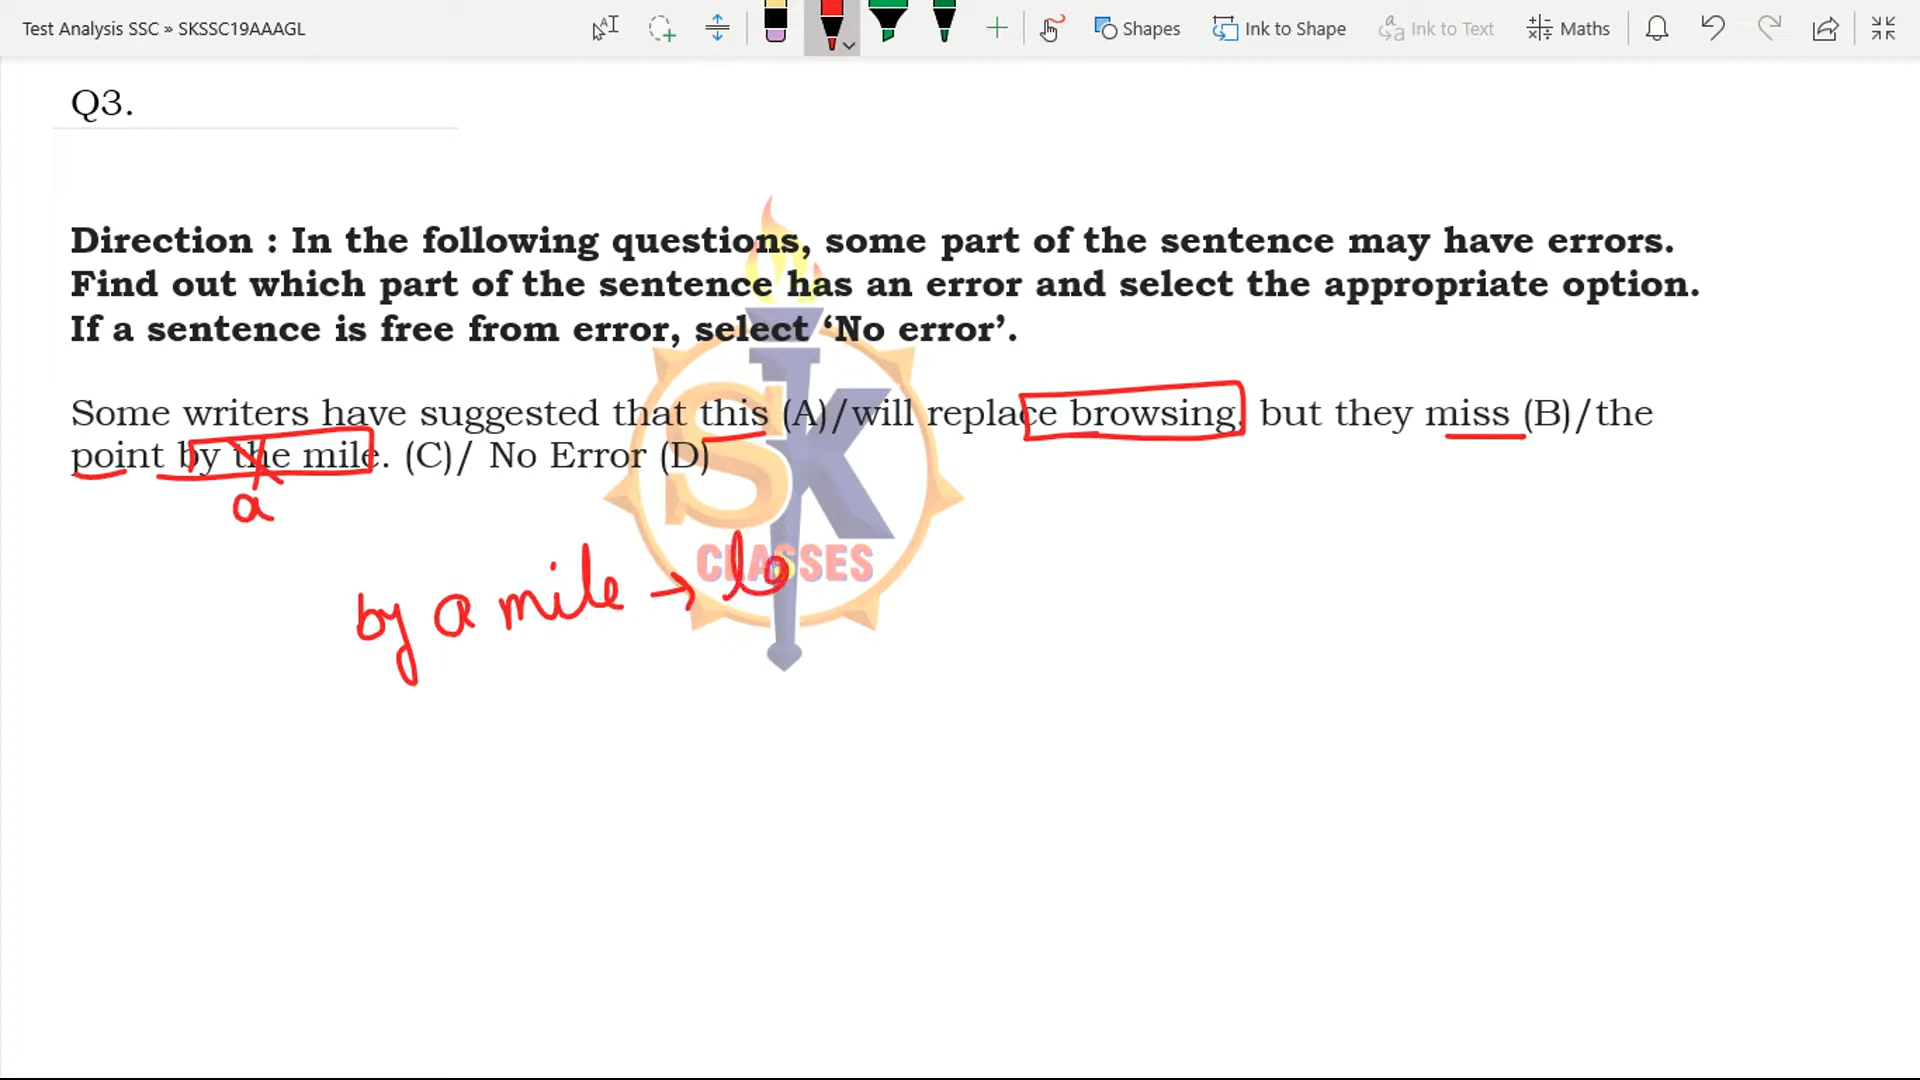 Test Analysis SSC » SKSSC19AAAGL
Shapes Ink to Shape Ink to Text Maths
Q3.
Direction : In the following questions, some part of the sentence may have errors.
Find out which part of the sentence has an error and select the appropriate option.
If a sentence is free from error, select ‘No error’.
Some writers have suggested that this (A)/will replace browsing, but they miss (B)/the
point by the mile. (C)/ No Error (D)
a
by a mile → lo
SK
CLASSES